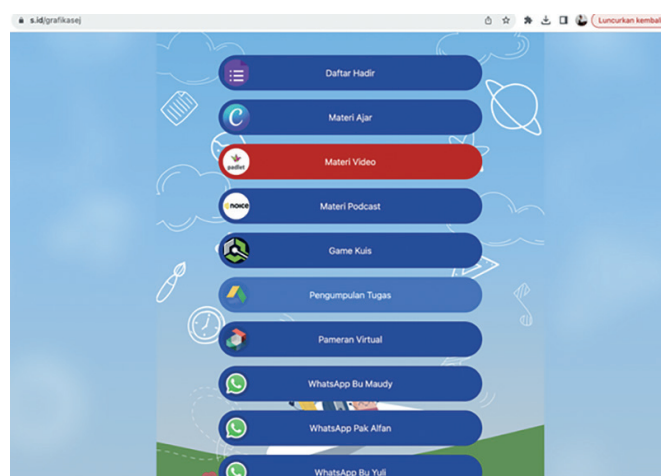 s.id/grafikasej
Luncurkan kembal
Daftar Hadir
C
Materi Ajar
padlet
Materi Video
noice
Materi Podcast
Game Kuis
Pengumpulan Tugas
Pameran Virtual
WhatsApp Bu Maudy
WhatsApp Pak Alfan
WhatsApp Bu Yuli